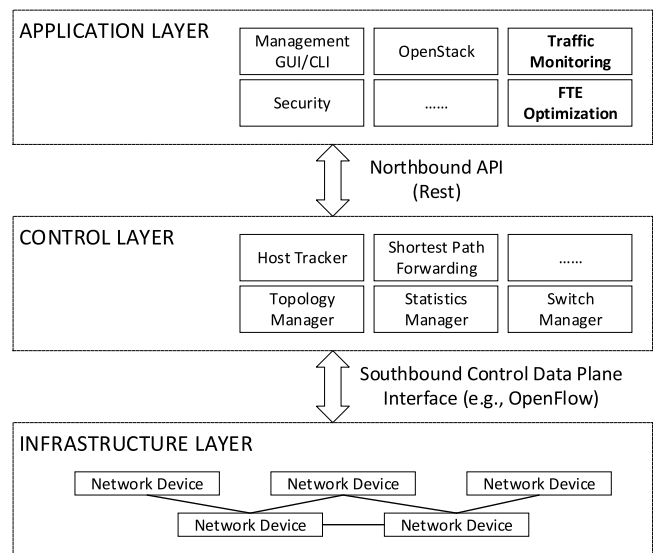 APPLICATION LAYER
Management
GUI/CLI
OpenStack
Traffic
Monitoring
Security
......
FTE
Optimization
Northbound API
(Rest)
CONTROL LAYER
Host Tracker
Shortest Path
Forwarding
......
Topology
Manager
Statistics
Manager
Switch
Manager
Southbound Control Data Plane
Interface (e.g., OpenFlow)
INFRASTRUCTURE LAYER
Network Device
Network Device
Network Device
Network Device
Network Device